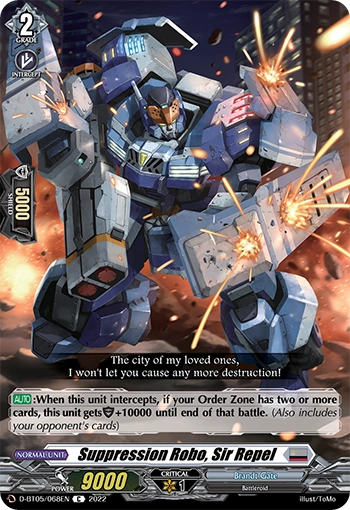 2
GRADE
INTERCEPT
5000
SHIELD
The city of my loved ones,
I won't let you cause any more destruction!
AUTO:When this unit intercepts, if your Order Zone has two or more
cards, this unit gets +10000 until end of that battle. (Also includes
your opponent's cards)
NORMAL UNIT
Suppression Robo, Sir Repel
POWER 9000
CRITICAL
1
Brandt Gate
Battleroid
D-BT05/068EN C 2022
illust/ToMo